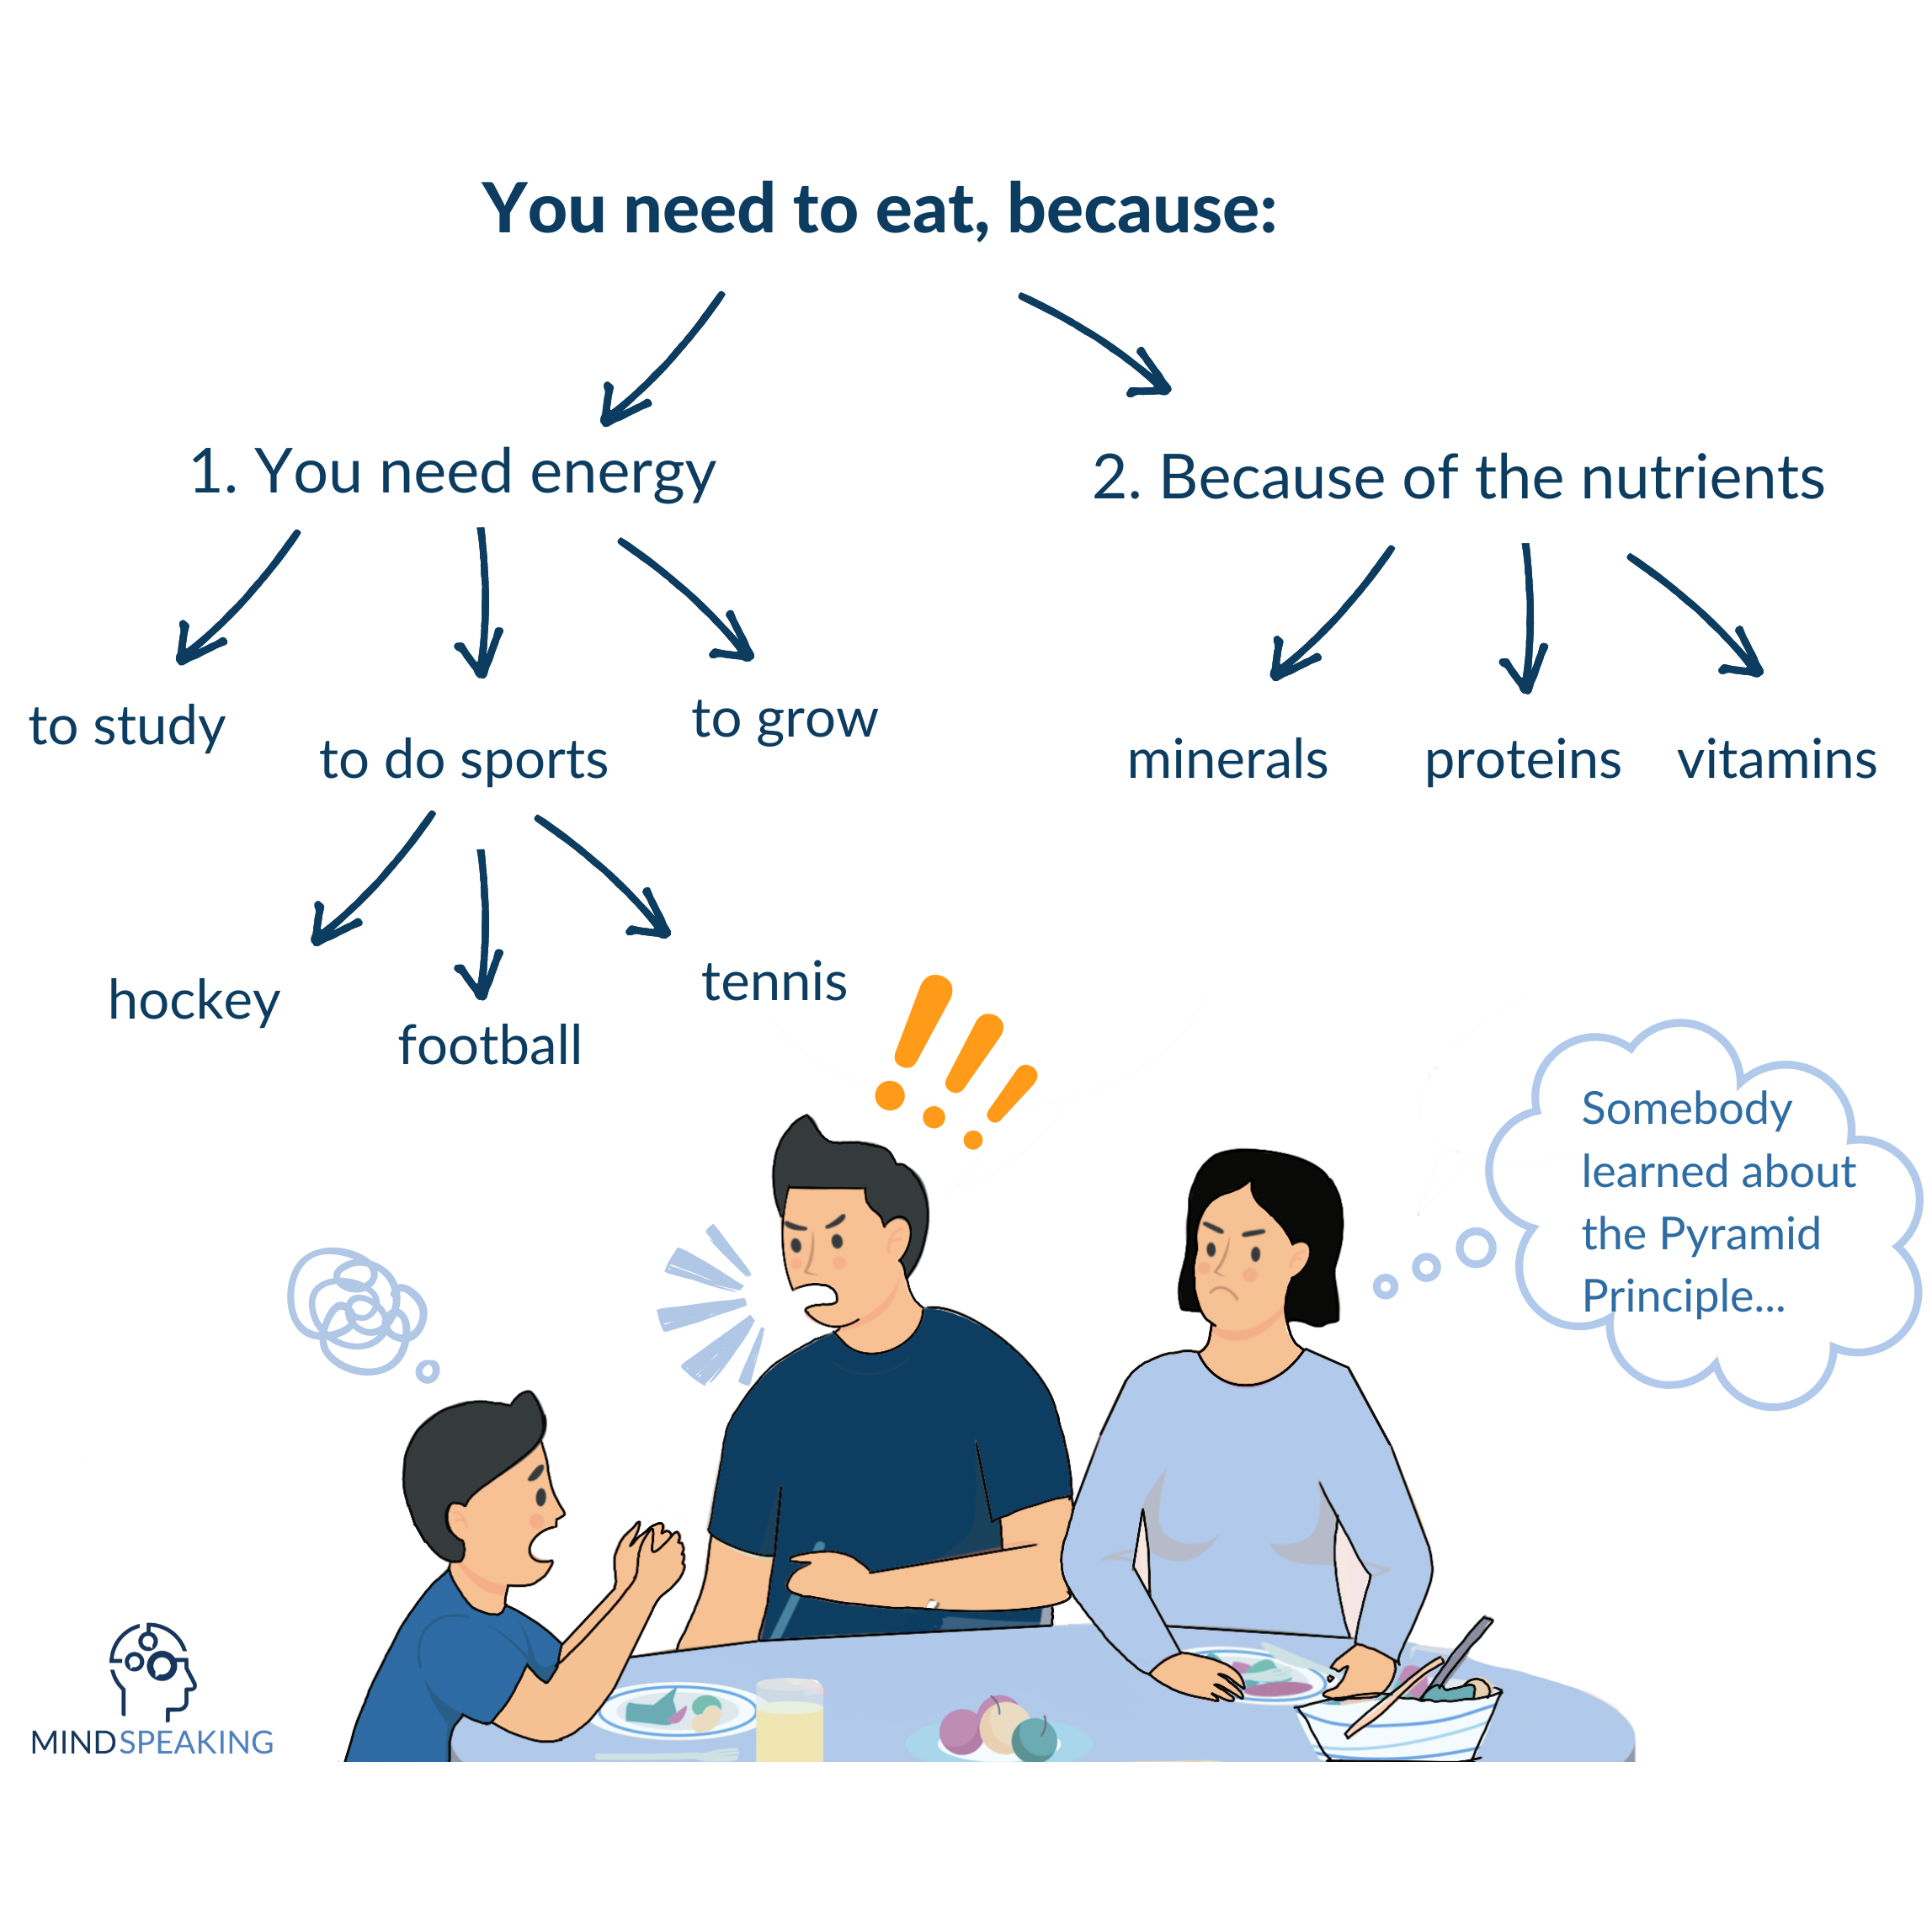 You need to eat, because:
1. You need energy
2. Because of the nutrients
to study
to do sports
to grow
minerals
proteins
vitamins
hockey
football
tennis
Somebody
learned about
the Pyramid
Principle...
MINDSPEAKING